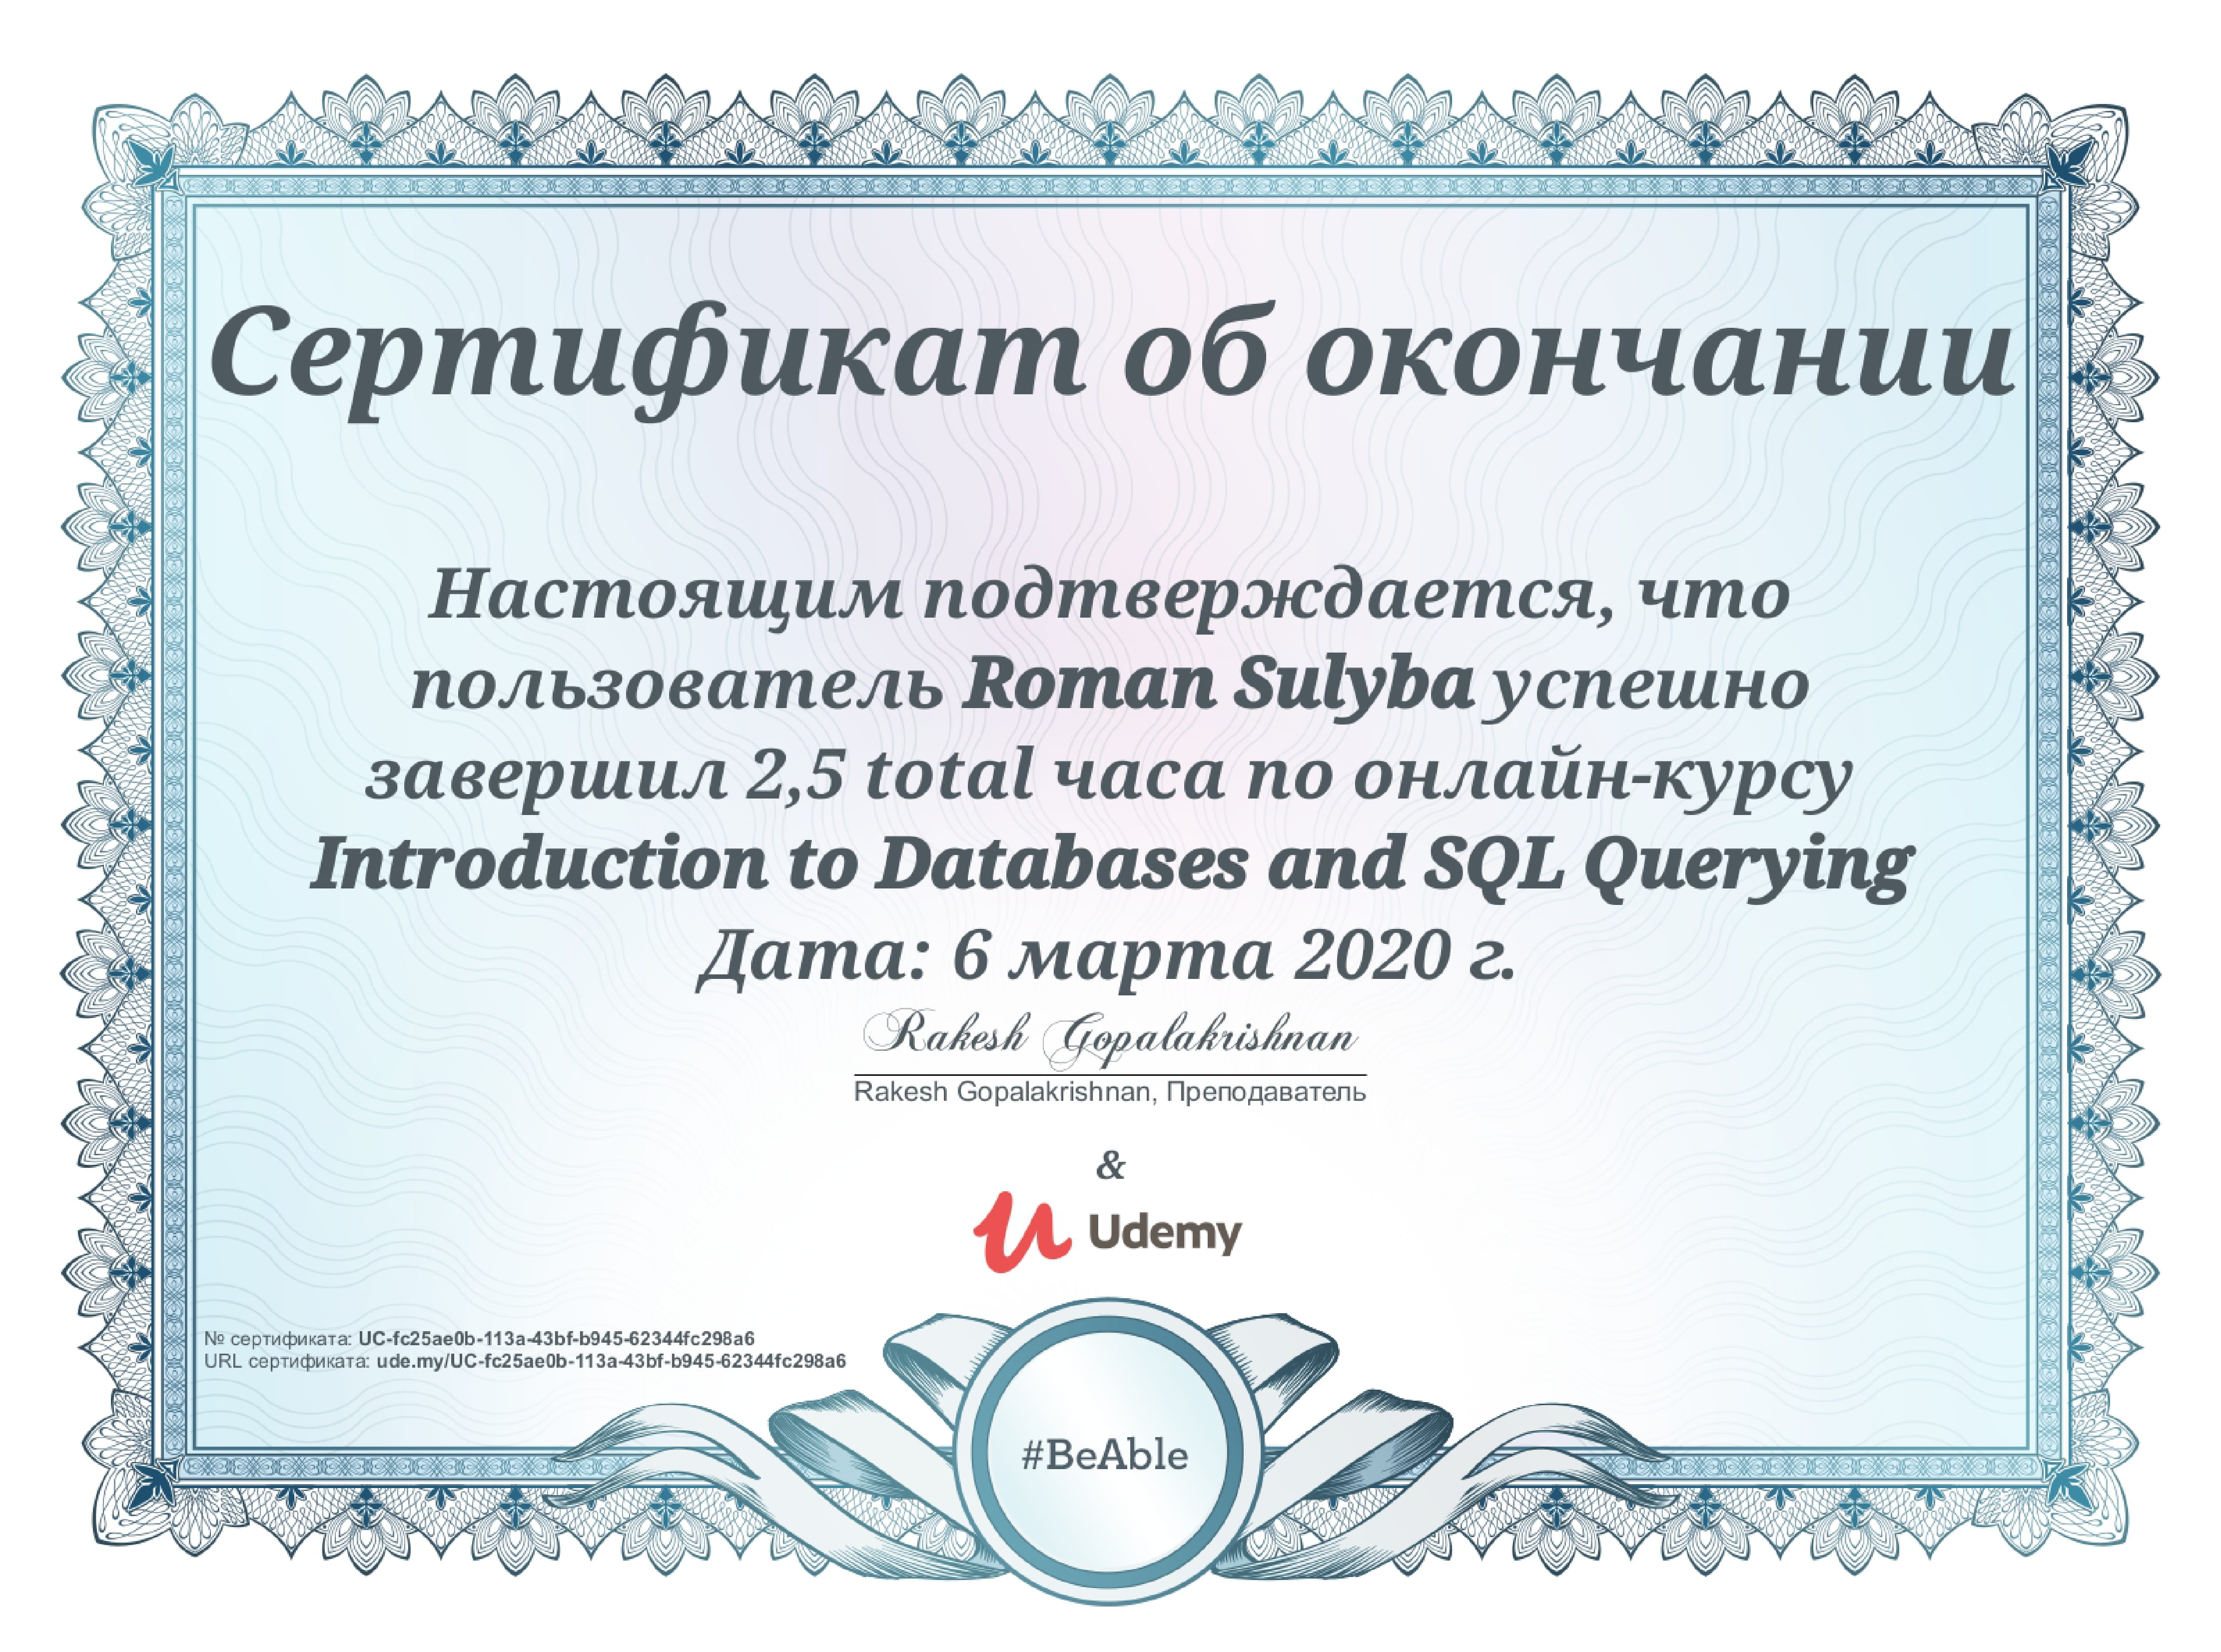 Сертификат об окончании
Настоящим подтверждается, что
пользователь Roman Sulyba успешно
завершил 2,5 total часа по онлайн-курсу
Introduction to Databases and SQL Querying
Дата: 6 марта 2020 г.
Rakesh Gopalakrishnan
Rakesh Gopalakrishnan, Преподаватель
&
Udemy
№ сертификата: UC-fc25ae0b-113a-43bf-b945-62344fc298a6
URL сертификата: ude.my/UC-fc25ae0b-113a-43bf-b945-62344fc298a6
#BeAble